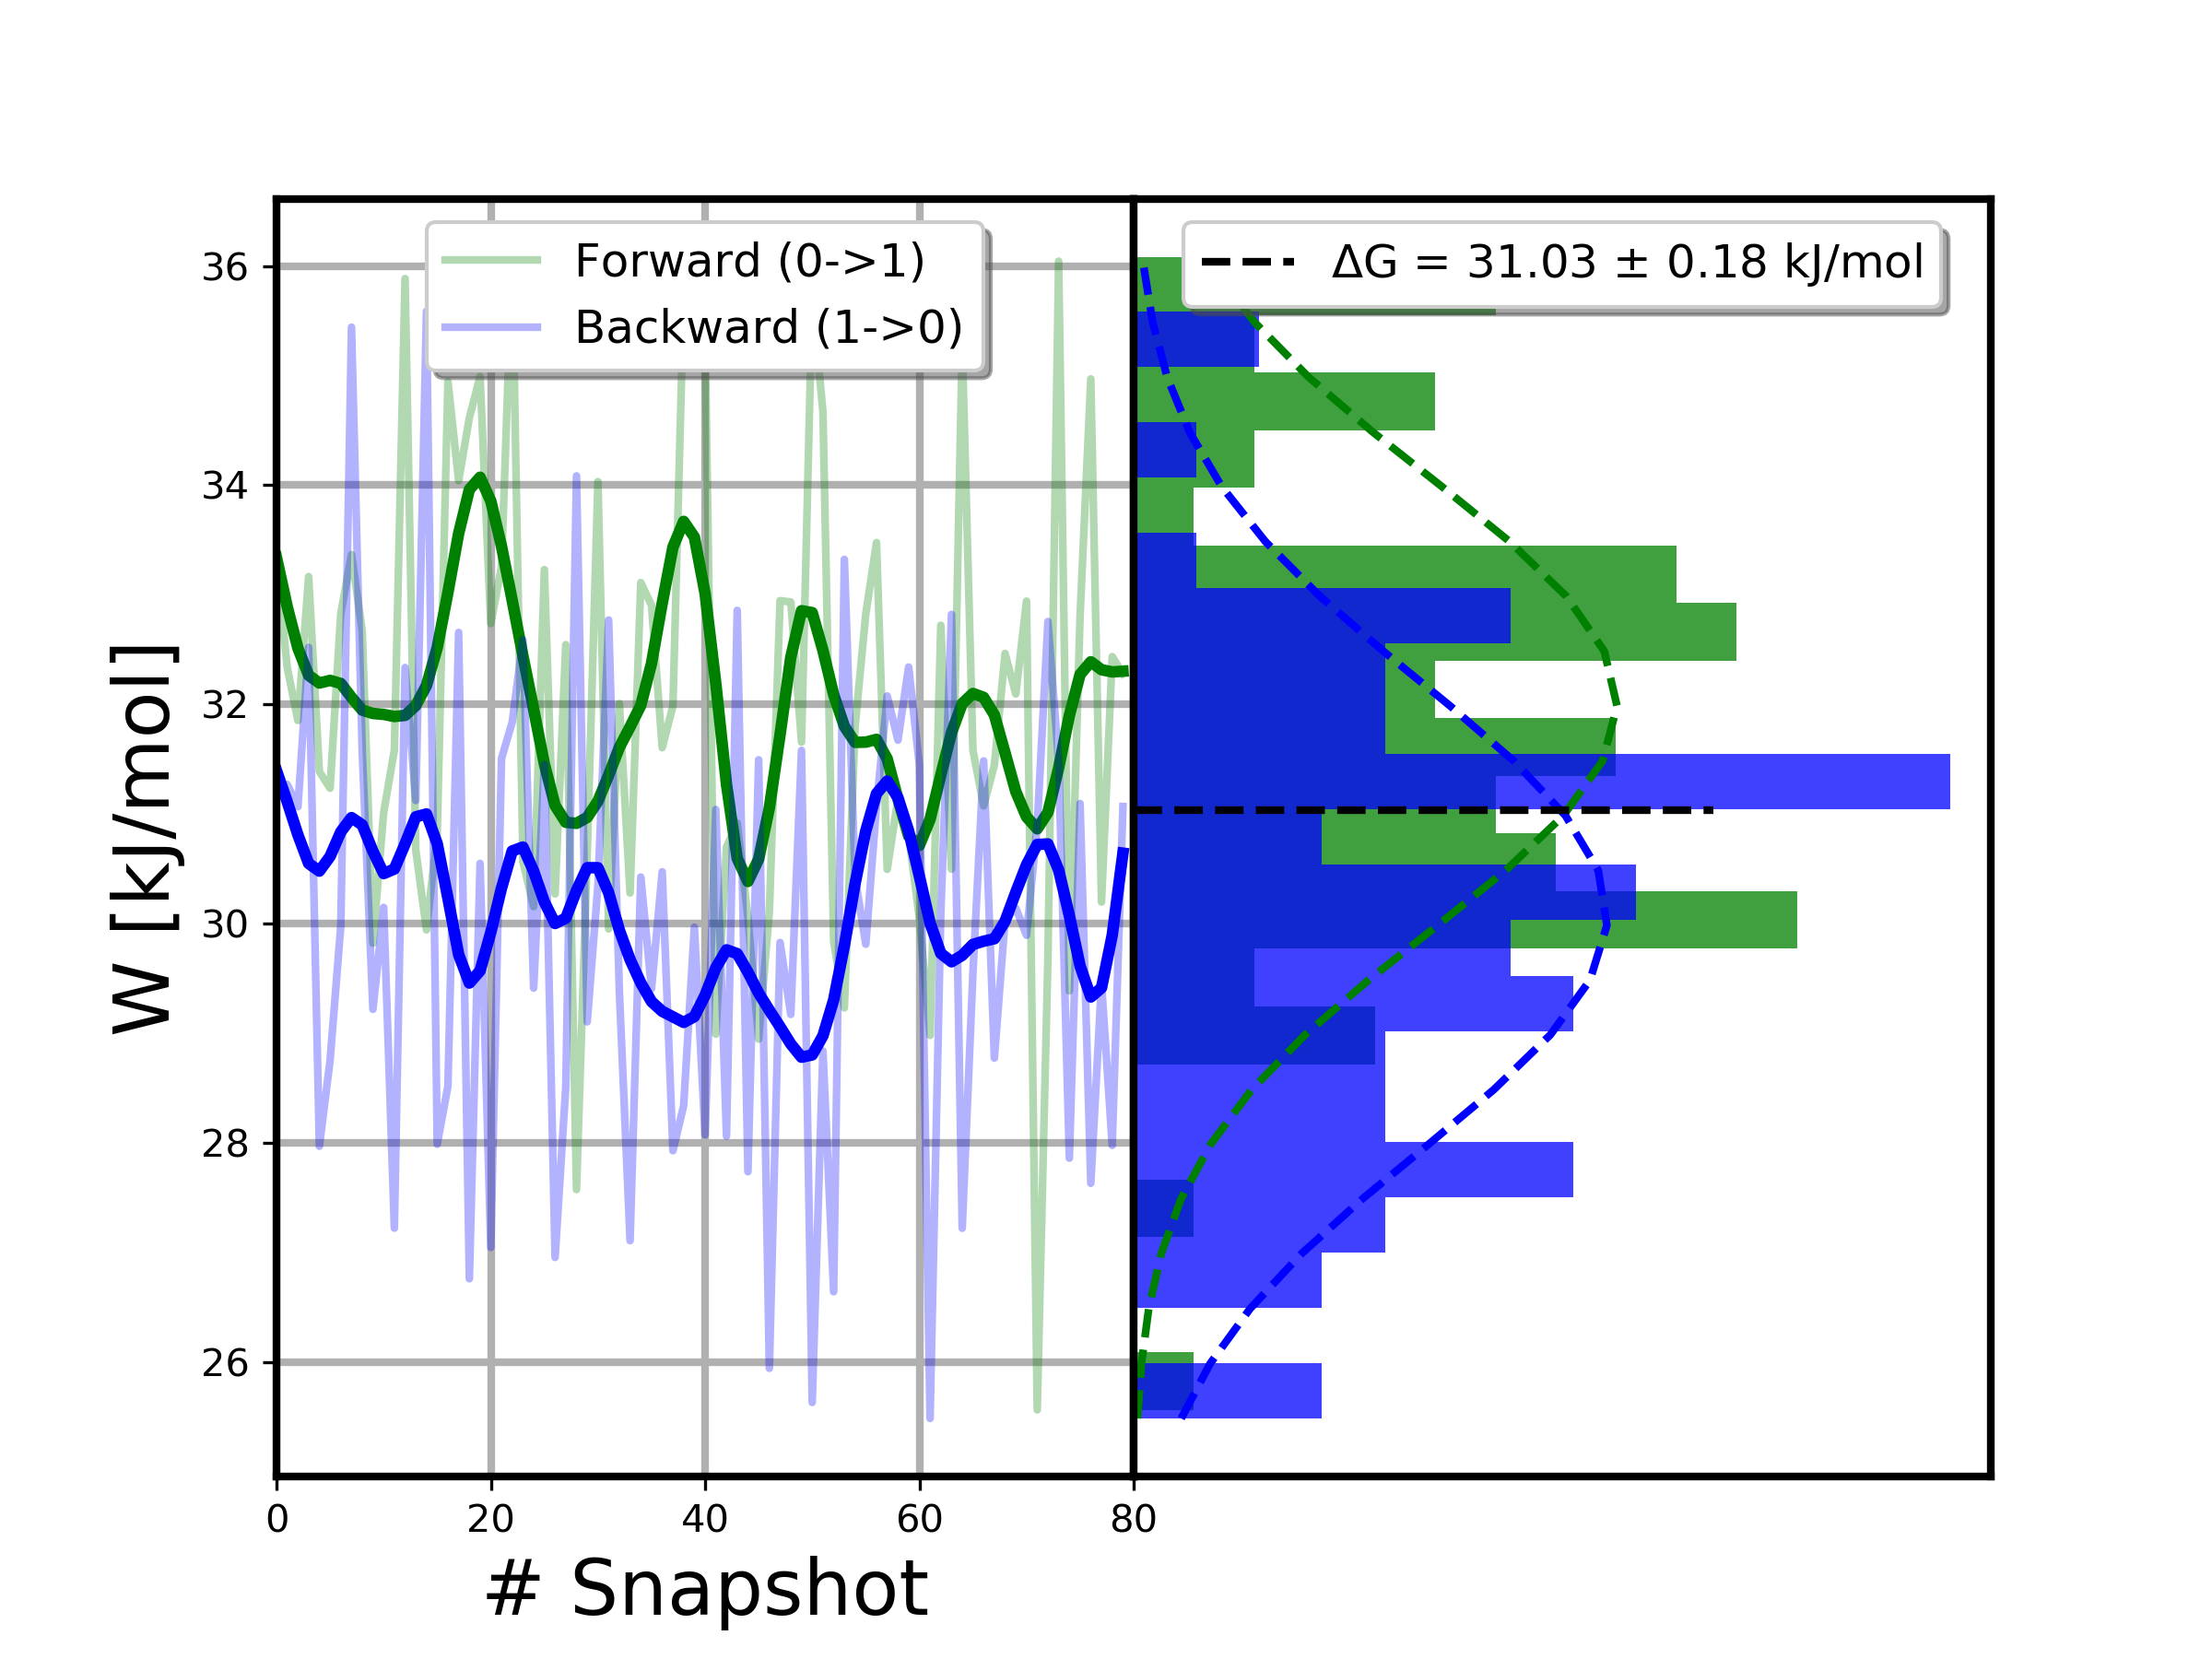 Forward (0->1)
Backward (1->0)
ΔG = 31.03 ± 0.18 kJ/mol
W [kJ/mol]
36
34
32
30
28
26
0 20 40 60 80
# Snapshot